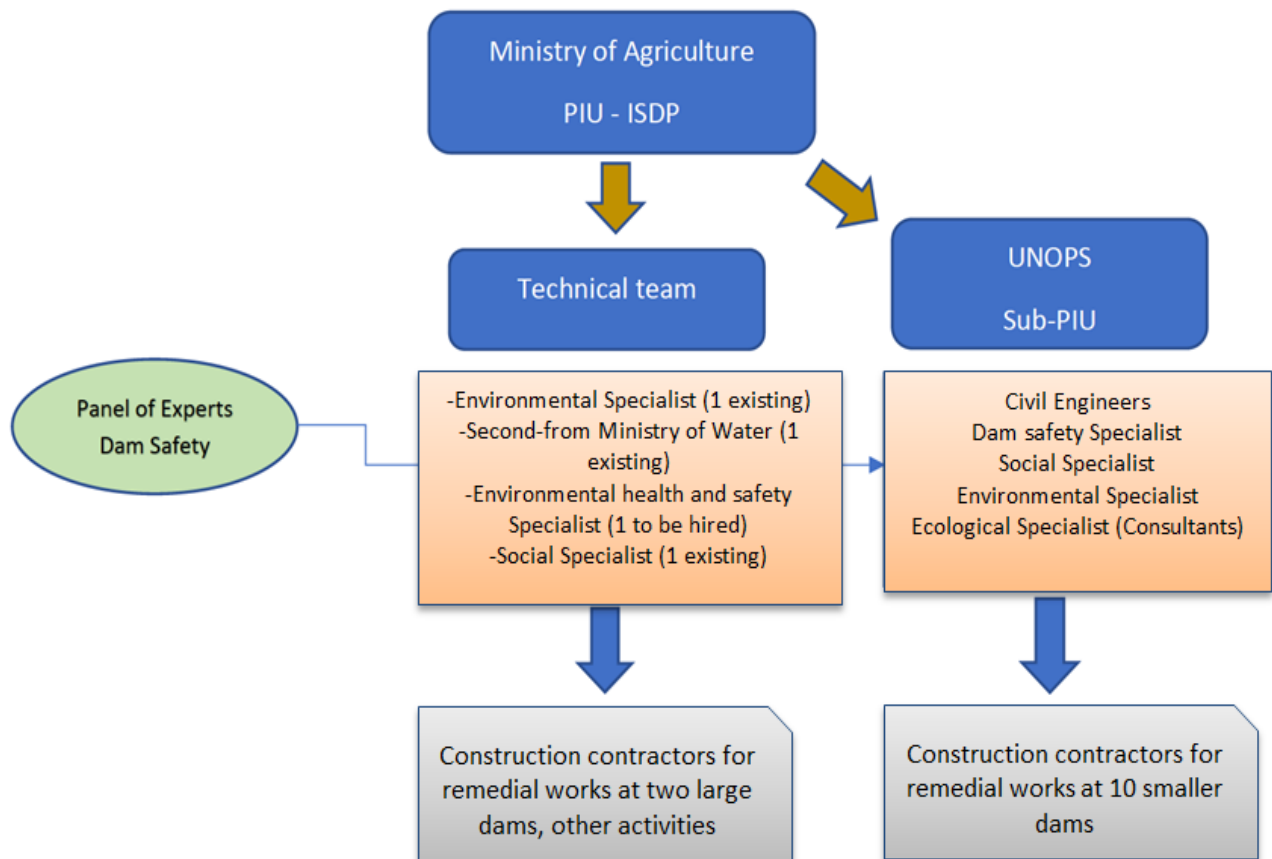 Ministry of Agriculture
PIU - ISDP
Technical team
UNOPS
Sub-PIU
Panel of Experts
Dam Safety
-Environmental Specialist (1 existing)
-Second-from Ministry of Water (1
existing)
-Environmental health and safety
Specialist (1 to be hired)
-Social Specialist (1 existing)
Civil Engineers
Dam safety Specialist
Social Specialist
Environmental Specialist
Ecological Specialist (Consultants)
Construction contractors for
remedial works at two large
dams, other activities
Construction contractors for
remedial works at 10 smaller
dams